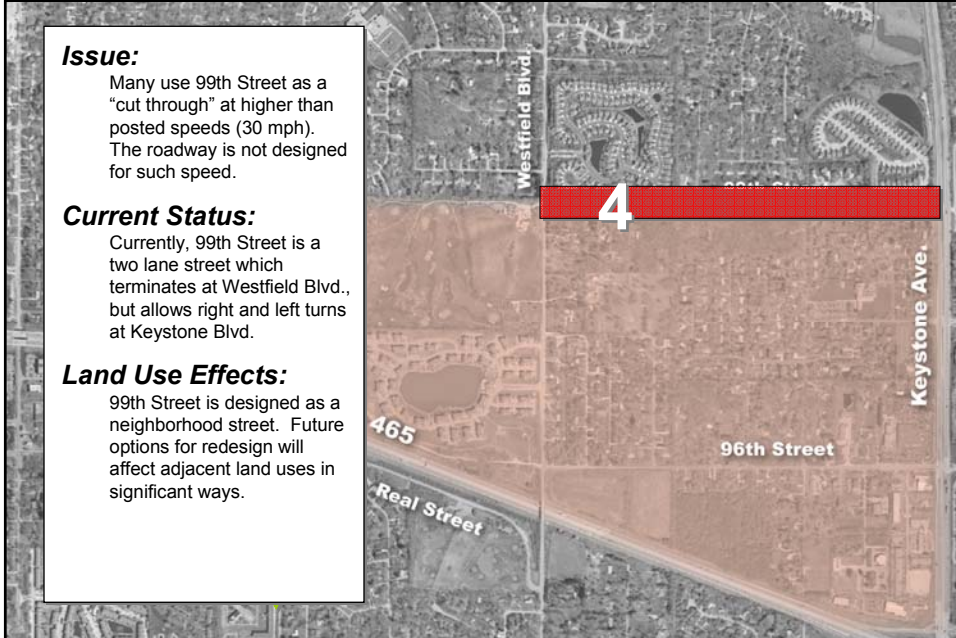 Issue:
Many use 99th Street as a
“cut through” at higher than
posted speeds (30 mph).
The roadway is not designed
for such speed.
Current Status:
Currently, 99th Street is a
two lane street which
terminates at Westfield Blvd.,
but allows right and left turns
at Keystone Blvd.
Land Use Effects:
99th Street is designed as a
neighborhood street. Future
options for redesign will
affect adjacent land uses in
significant ways.
Westfield Blvd.
4
Keystone Ave.
465
96th Street
Real Street